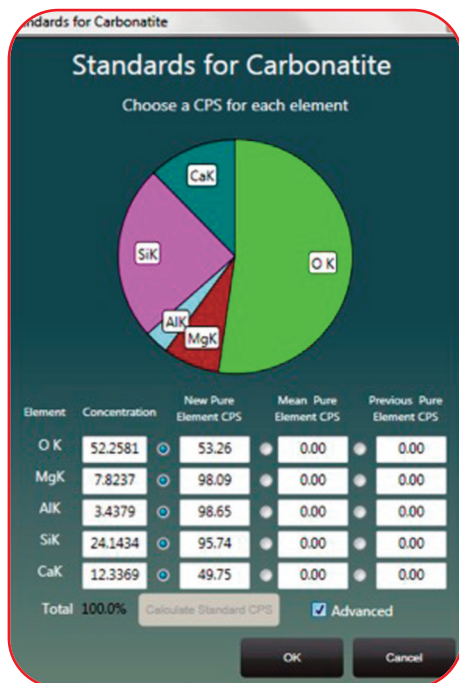 ndards for Carbonatite
Standards for Carbonatite
Choose a CPS for each element
CaK
SiK
O K
AlK
MgK
Element Concentration New Pure Element CPS Mean Pure Element CPS Previous Pure Element CPS
O K 52.2581 53.26 0.00 0.00
MgK 7.8237 98.09 0.00 0.00
AlK 3.4379 98.65 0.00 0.00
SiK 24.1434 95.74 0.00 0.00
CaK 12.3369 49.75 0.00 0.00
Total 100.0% Calculate Standard CPS Advanced
OK Cancel